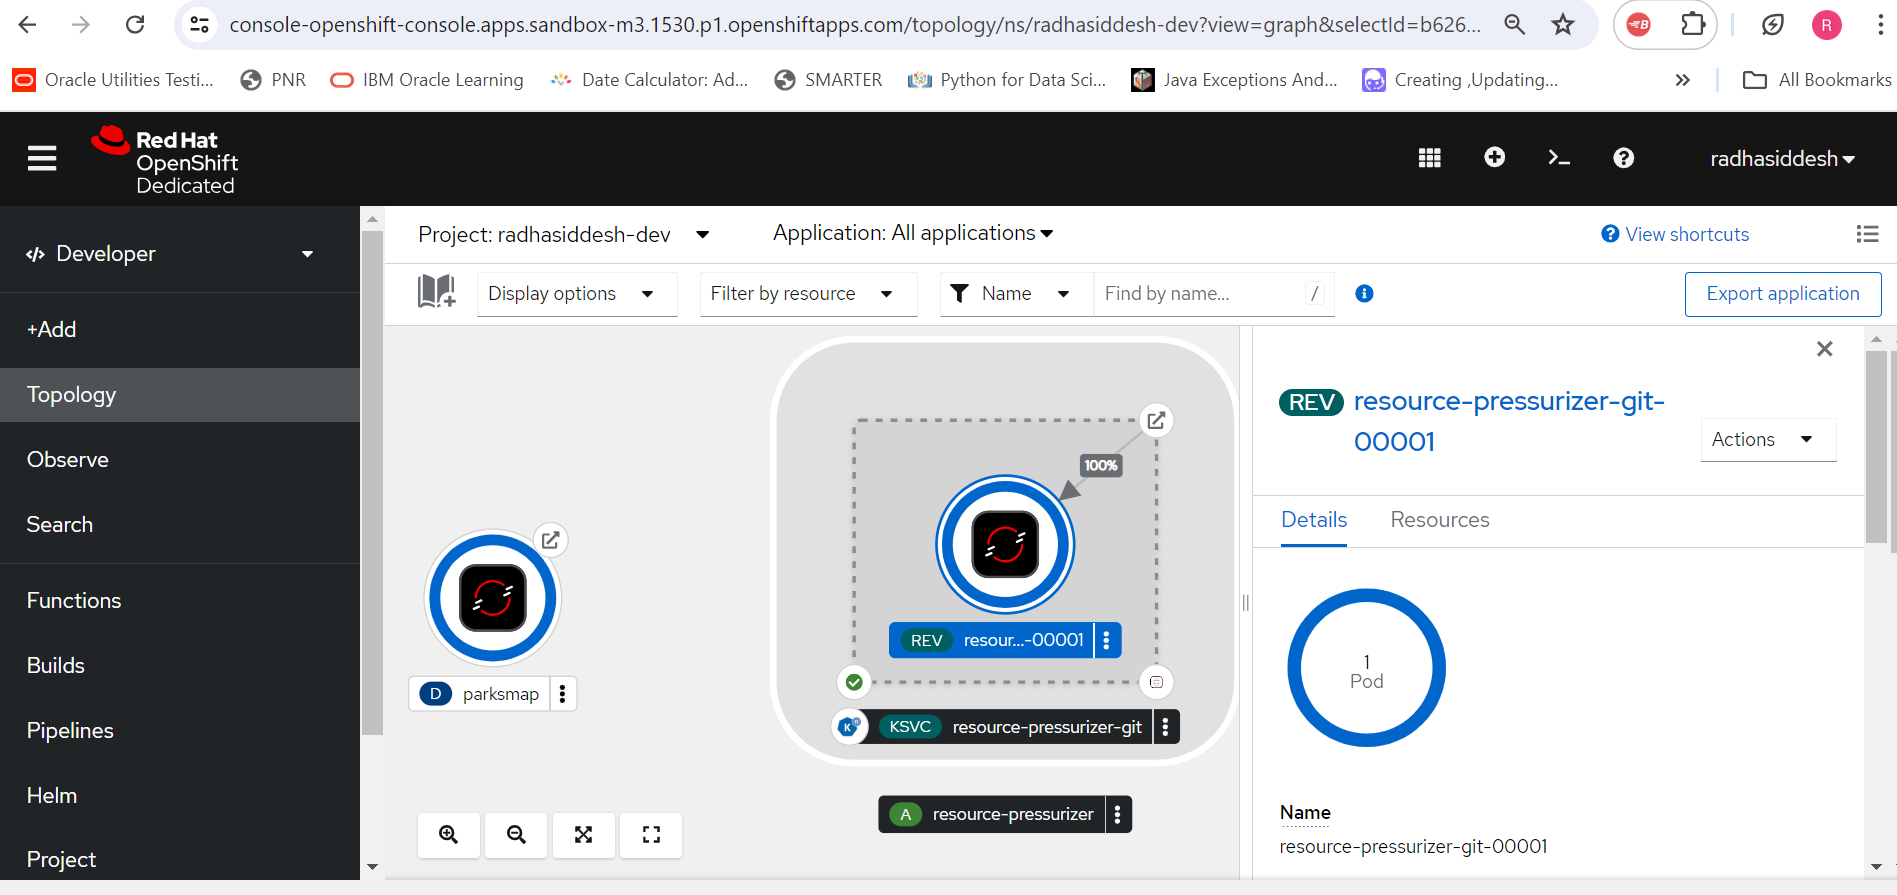 console-openshift-console.apps.sandbox-m3.1530.p1.openshiftapps.com/topology/ns/radhasiddesh-dev?view=graph&selectId=b626...
B
R
Oracle Utilities Testi...
PNR
IBM Oracle Learning
Date Calculator: Ad...
SMARTER
Python for Data Sci...
Java Exceptions And...
Creating ,Updating...
All Bookmarks
Red Hat
OpenShift
Dedicated
radhasiddesh
Developer
+Add
Topology
Observe
Search
Functions
Builds
Pipelines
Helm
Project
Project: radhasiddesh-dev
Application: All applications
View shortcuts
Display options
Filter by resource
Name
Find by name...
/
Export application
100%
REV resour...-00001
D parksmap
K
KSVC resource-pressurizer-git
A resource-pressurizer
REV resource-pressurizer-git-
00001
Actions
Details
Resources
1
Pod
Name
resource-pressurizer-git-00001